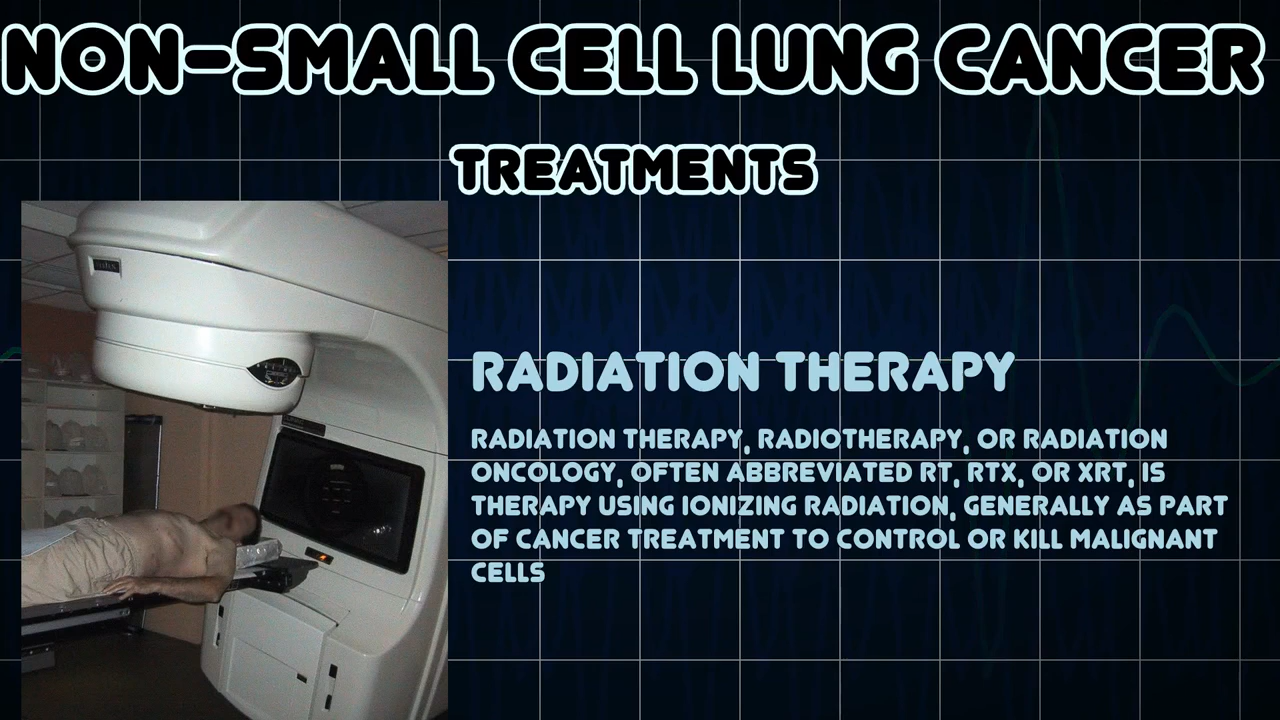 NON-SMALL CELL LUNG CANCER
TREATMENTS
RADIATION THERAPY
RADIATION THERAPY, RADIOTHERAPY, OR RADIATION
ONCOLOGY, OFTEN ABBREVIATED RT, RTX, OR XRT, IS
THERAPY USING IONIZING RADIATION, GENERALLY AS PART
OF CANCER TREATMENT TO CONTROL OR KILL MALIGNANT
CELLS